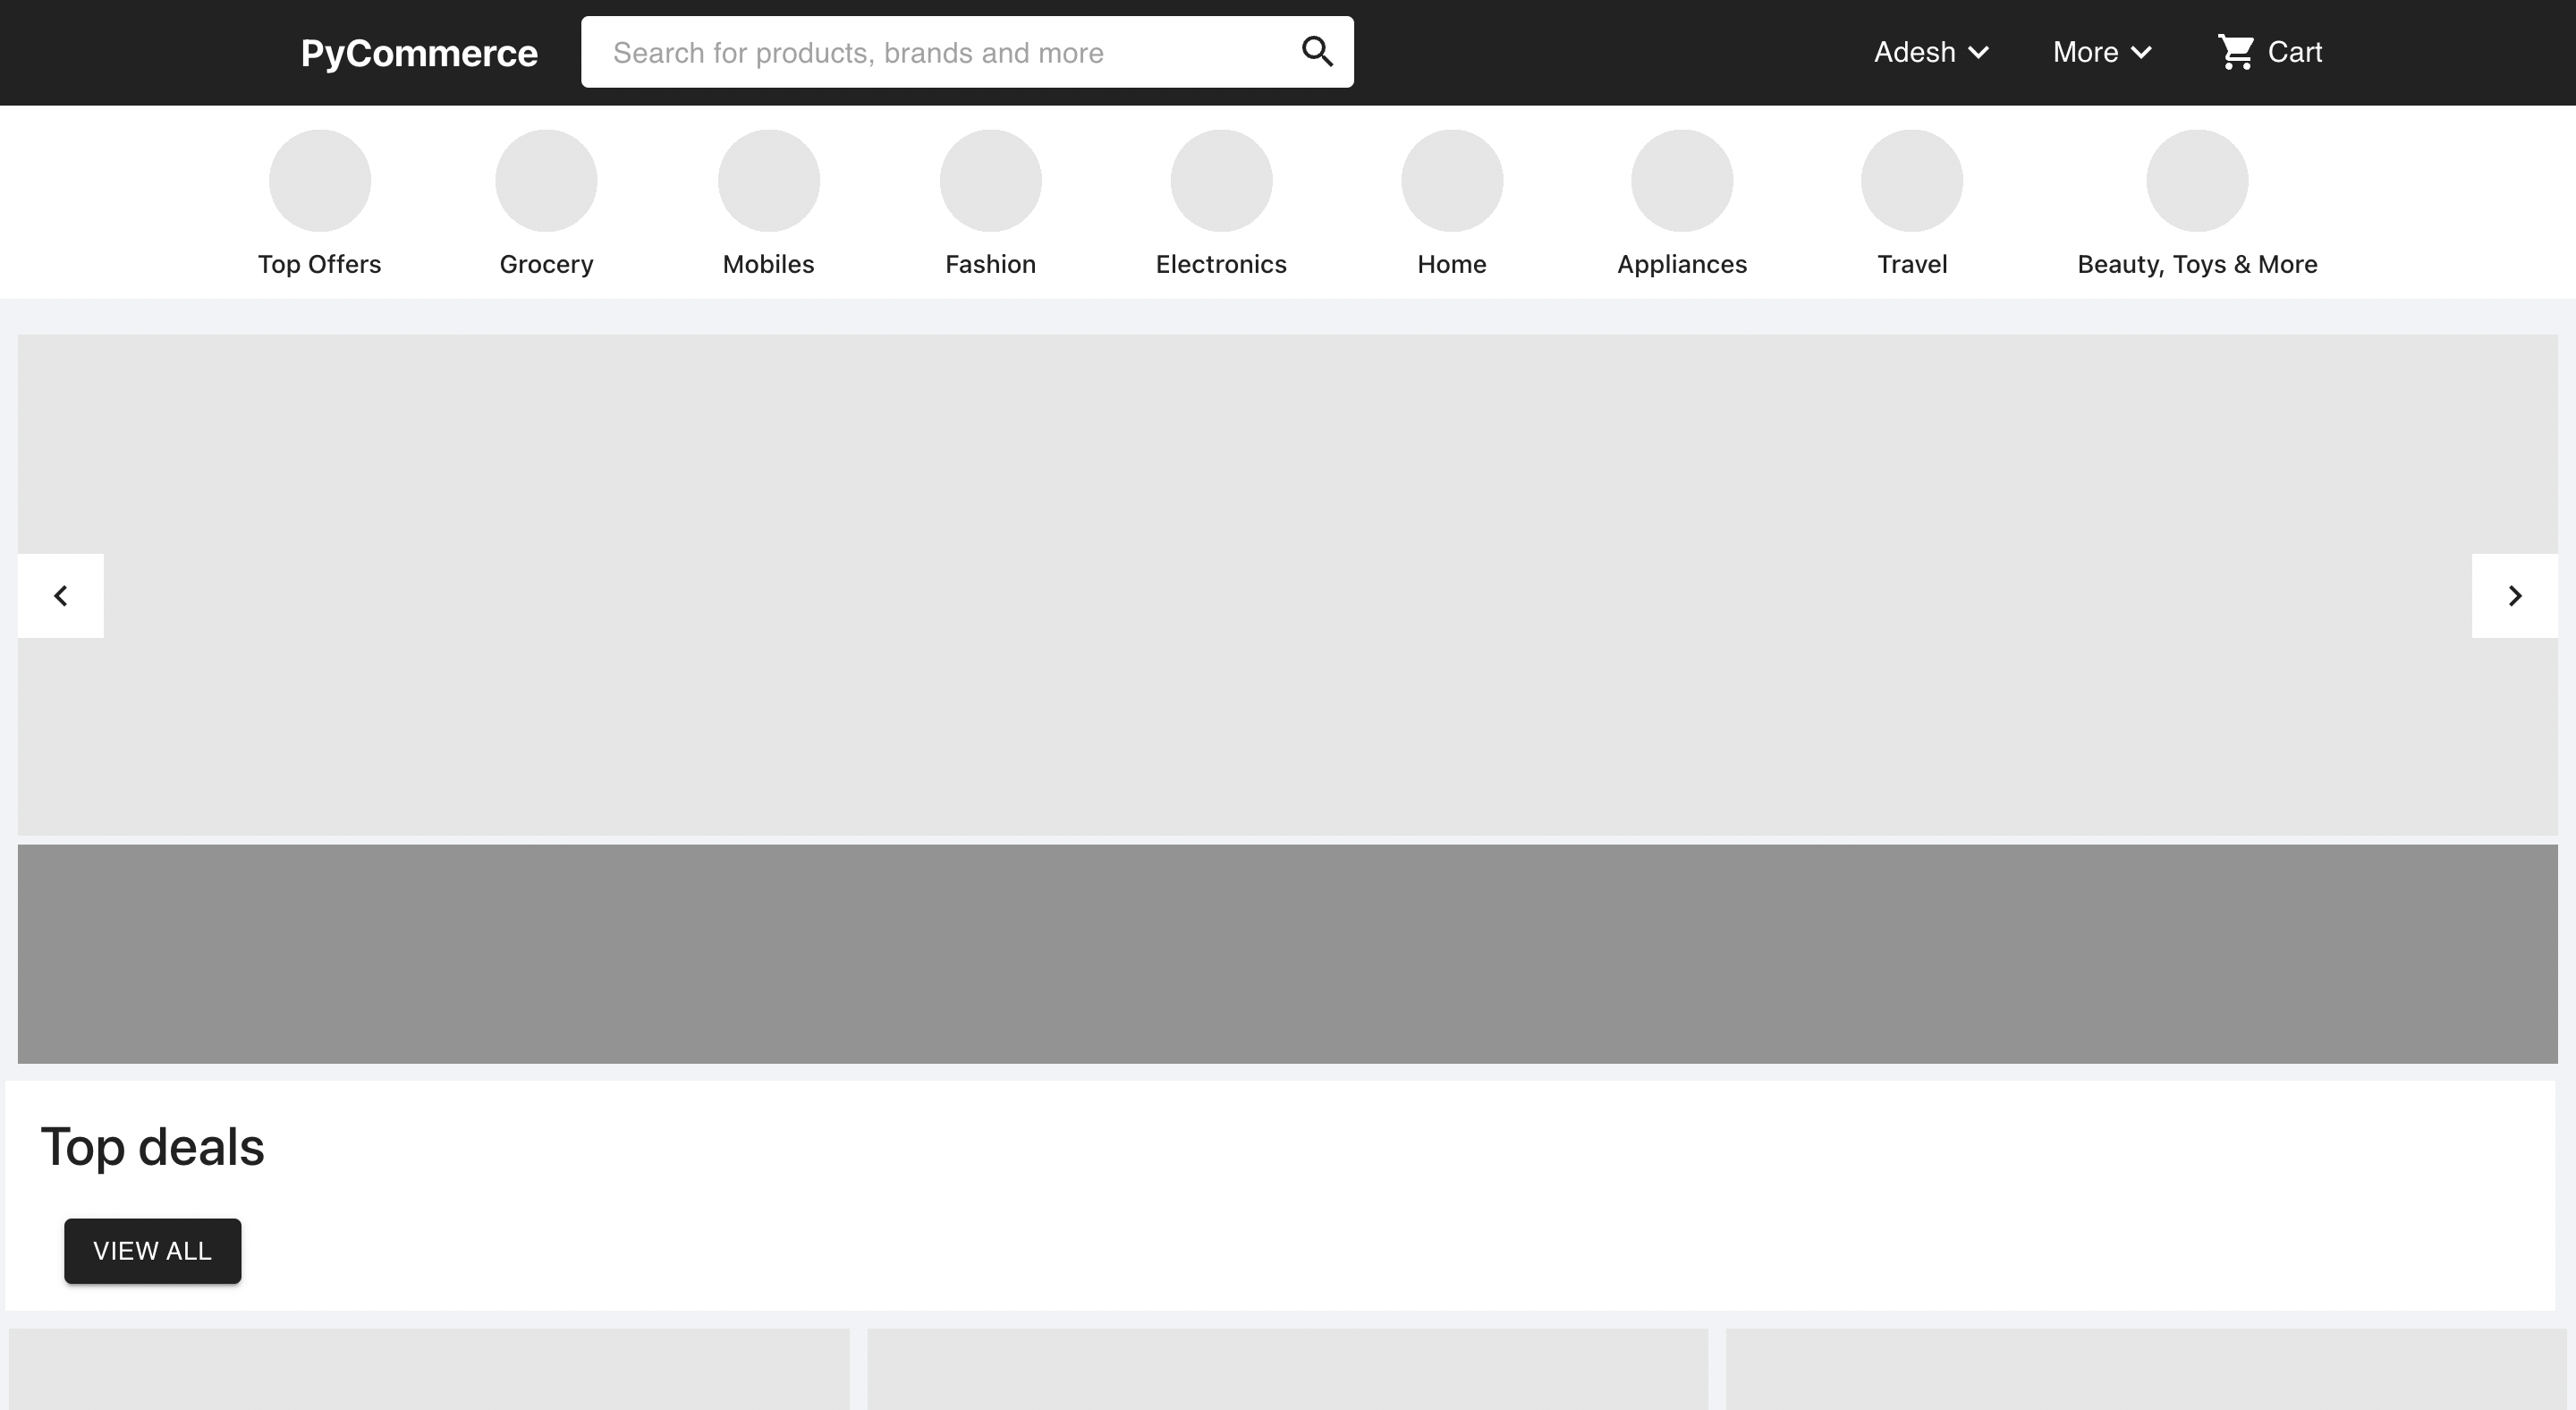 PyCommerce
Search for products, brands and more
Adesh
More
Cart
Top Offers
Grocery
Mobiles
Fashion
Electronics
Home
Appliances
Travel
Beauty, Toys & More
Top deals
VIEW ALL